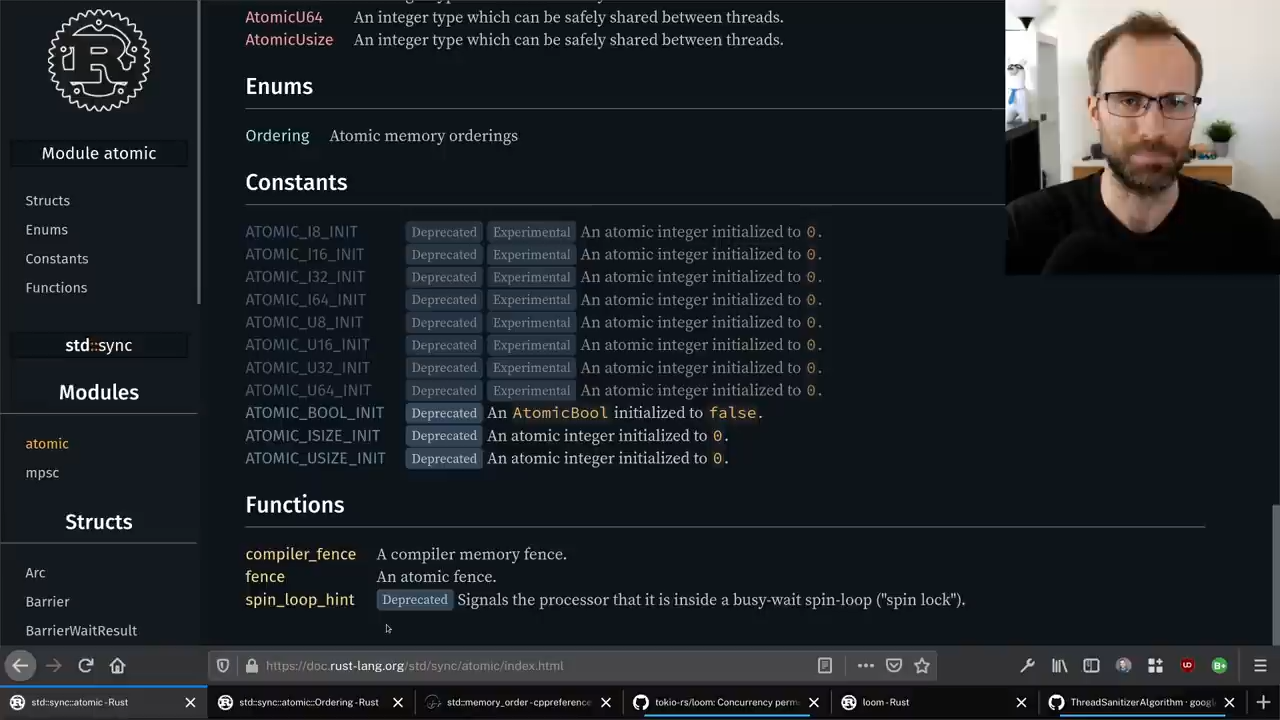 AtomicU64 An integer type which can be safely shared between threads.
AtomicUsize An integer type which can be safely shared between threads.
Module atomic
Structs
Enums
Constants
Functions
std::sync
Modules
atomic
mpsc
Structs
Arc
Barrier
BarrierWaitResult
Enums
Ordering Atomic memory orderings
Constants
ATOMIC_I8_INIT Deprecated Experimental An atomic integer initialized to 0.
ATOMIC_I16_INIT Deprecated Experimental An atomic integer initialized to 0.
ATOMIC_I32_INIT Deprecated Experimental An atomic integer initialized to 0.
ATOMIC_I64_INIT Deprecated Experimental An atomic integer initialized to 0.
ATOMIC_U8_INIT Deprecated Experimental An atomic integer initialized to 0.
ATOMIC_U16_INIT Deprecated Experimental An atomic integer initialized to 0.
ATOMIC_U32_INIT Deprecated Experimental An atomic integer initialized to 0.
ATOMIC_U64_INIT Deprecated Experimental An atomic integer initialized to 0.
ATOMIC_BOOL_INIT Deprecated An AtomicBool initialized to false.
ATOMIC_ISIZE_INIT Deprecated An atomic integer initialized to 0.
ATOMIC_USIZE_INIT Deprecated An atomic integer initialized to 0.
Functions
compiler_fence A compiler memory fence.
fence An atomic fence.
spin_loop_hint Deprecated Signals the processor that it is inside a busy-wait spin-loop ("spin lock").
https://doc.rust-lang.org/std/sync/atomic/index.html
std::sync::atomic - Rust
std::sync::atomic::Ordering - Rust
std::memory_order - cppreference
tokio-rs/loom: Concurrency perm
loom - Rust
ThreadSanitizerAlgorithm · googl